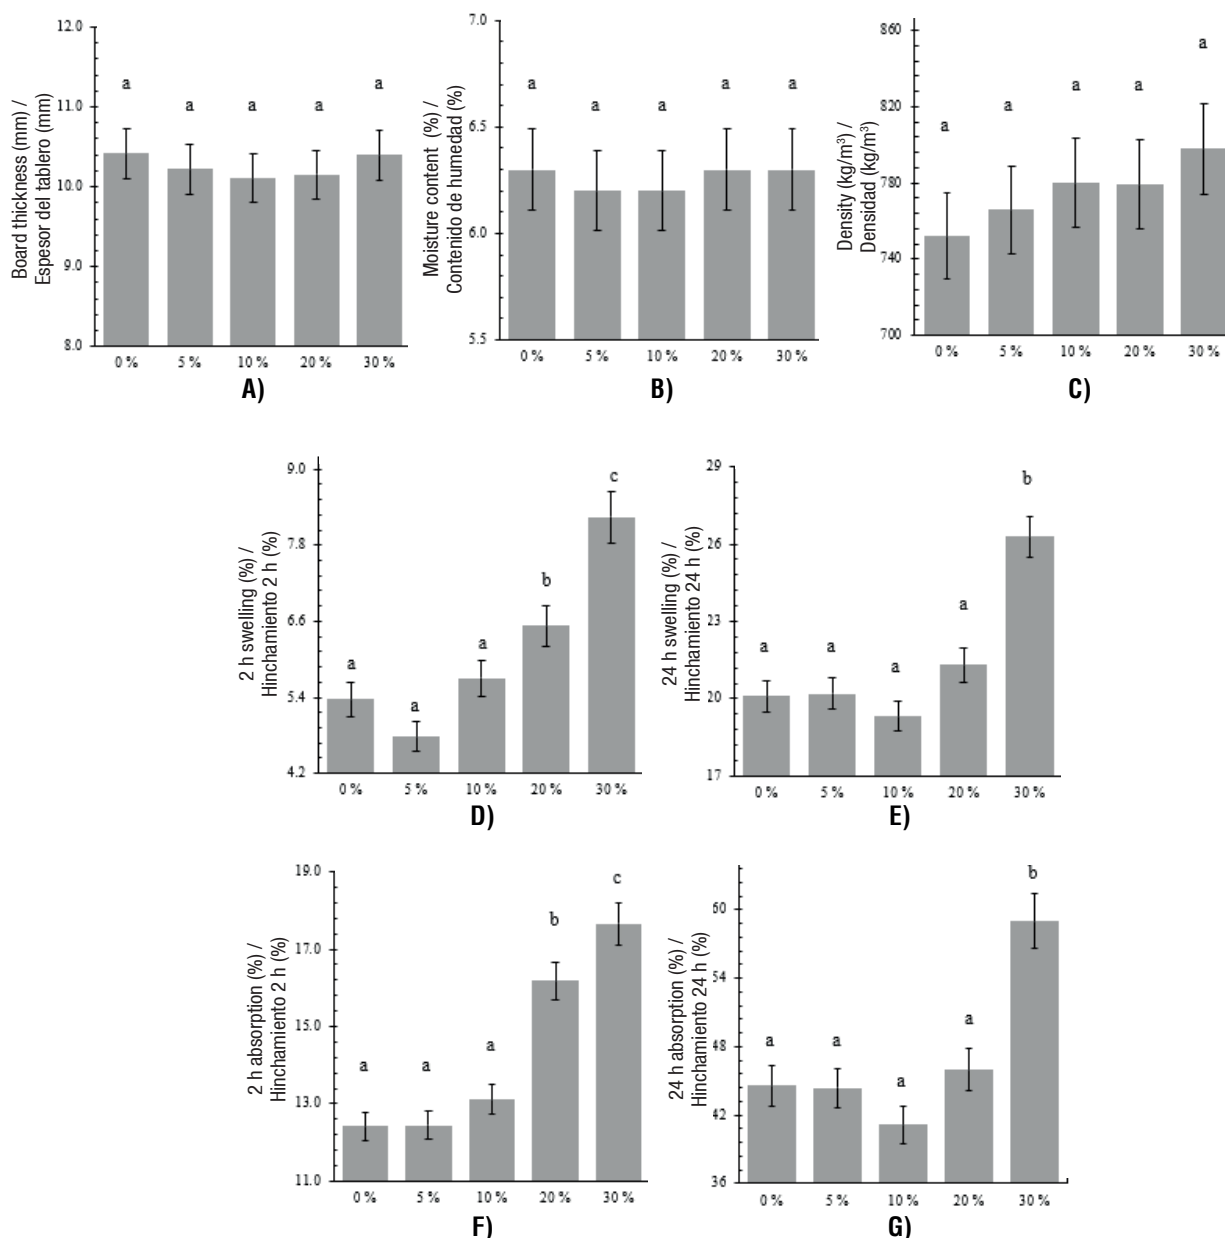 12.0
11.0
10.0
9.0
8.0
Board thickness (mm) /
Espesor del tablero (mm)
a
a
a
a
a
0 %
5 %
10 %
20 %
30 %
A)
7.0
6.5
6.0
5.5
Moisture content (%) /
Contenido de humedad (%)
a
a
a
a
a
0 %
5 %
10 %
20 %
30 %
B)
860
820
780
740
700
Density (kg/m³) /
Densidad (kg/m³)
a
a
a
a
a
0 %
5 %
10 %
20 %
30 %
C)
9.0
7.8
6.6
5.4
4.2
2 h swelling (%) /
Hinchamiento 2 h (%)
a
a
a
b
c
0 %
5 %
10 %
20 %
30 %
D)
29
26
23
20
17
24 h swelling (%) /
Hinchamiento 24 h (%)
a
a
a
a
b
0 %
5 %
10 %
20 %
30 %
E)
19.0
17.0
15.0
13.0
11.0
2 h absorption (%) /
Hinchamiento 2 h (%)
a
a
a
b
c
0 %
5 %
10 %
20 %
30 %
F)
60
54
48
42
36
24 h absorption (%) /
Hinchamiento 24 h (%)
a
a
a
a
b
0 %
5 %
10 %
20 %
30 %
G)